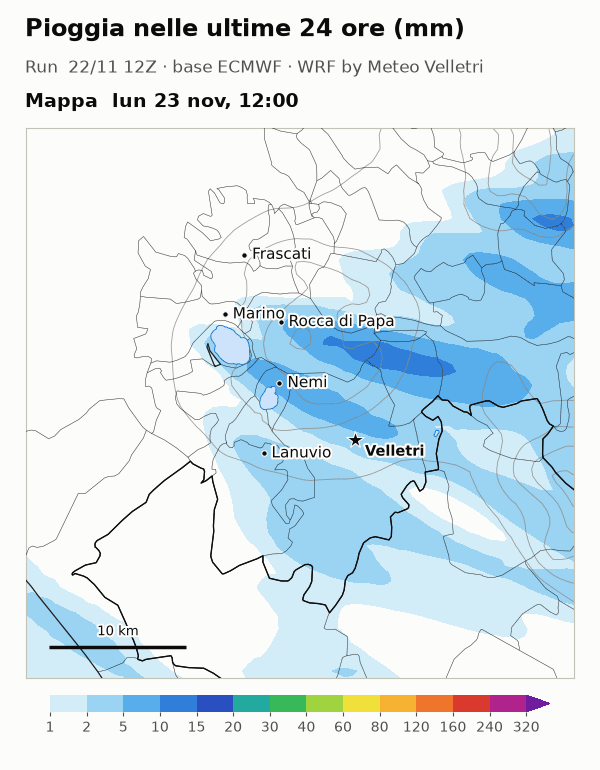 Pioggia nelle ultime 24 ore (mm)
Run  22/11 12Z · base ECMWF · WRF by Meteo Velletri
Mappa  lun 23 nov, 12:00
Frascati
Marino
Rocca di Papa
Nemi
Velletri
Lanuvio
10 km
1 2 5 10 15 20 30 40 60 80 120 160 240 320